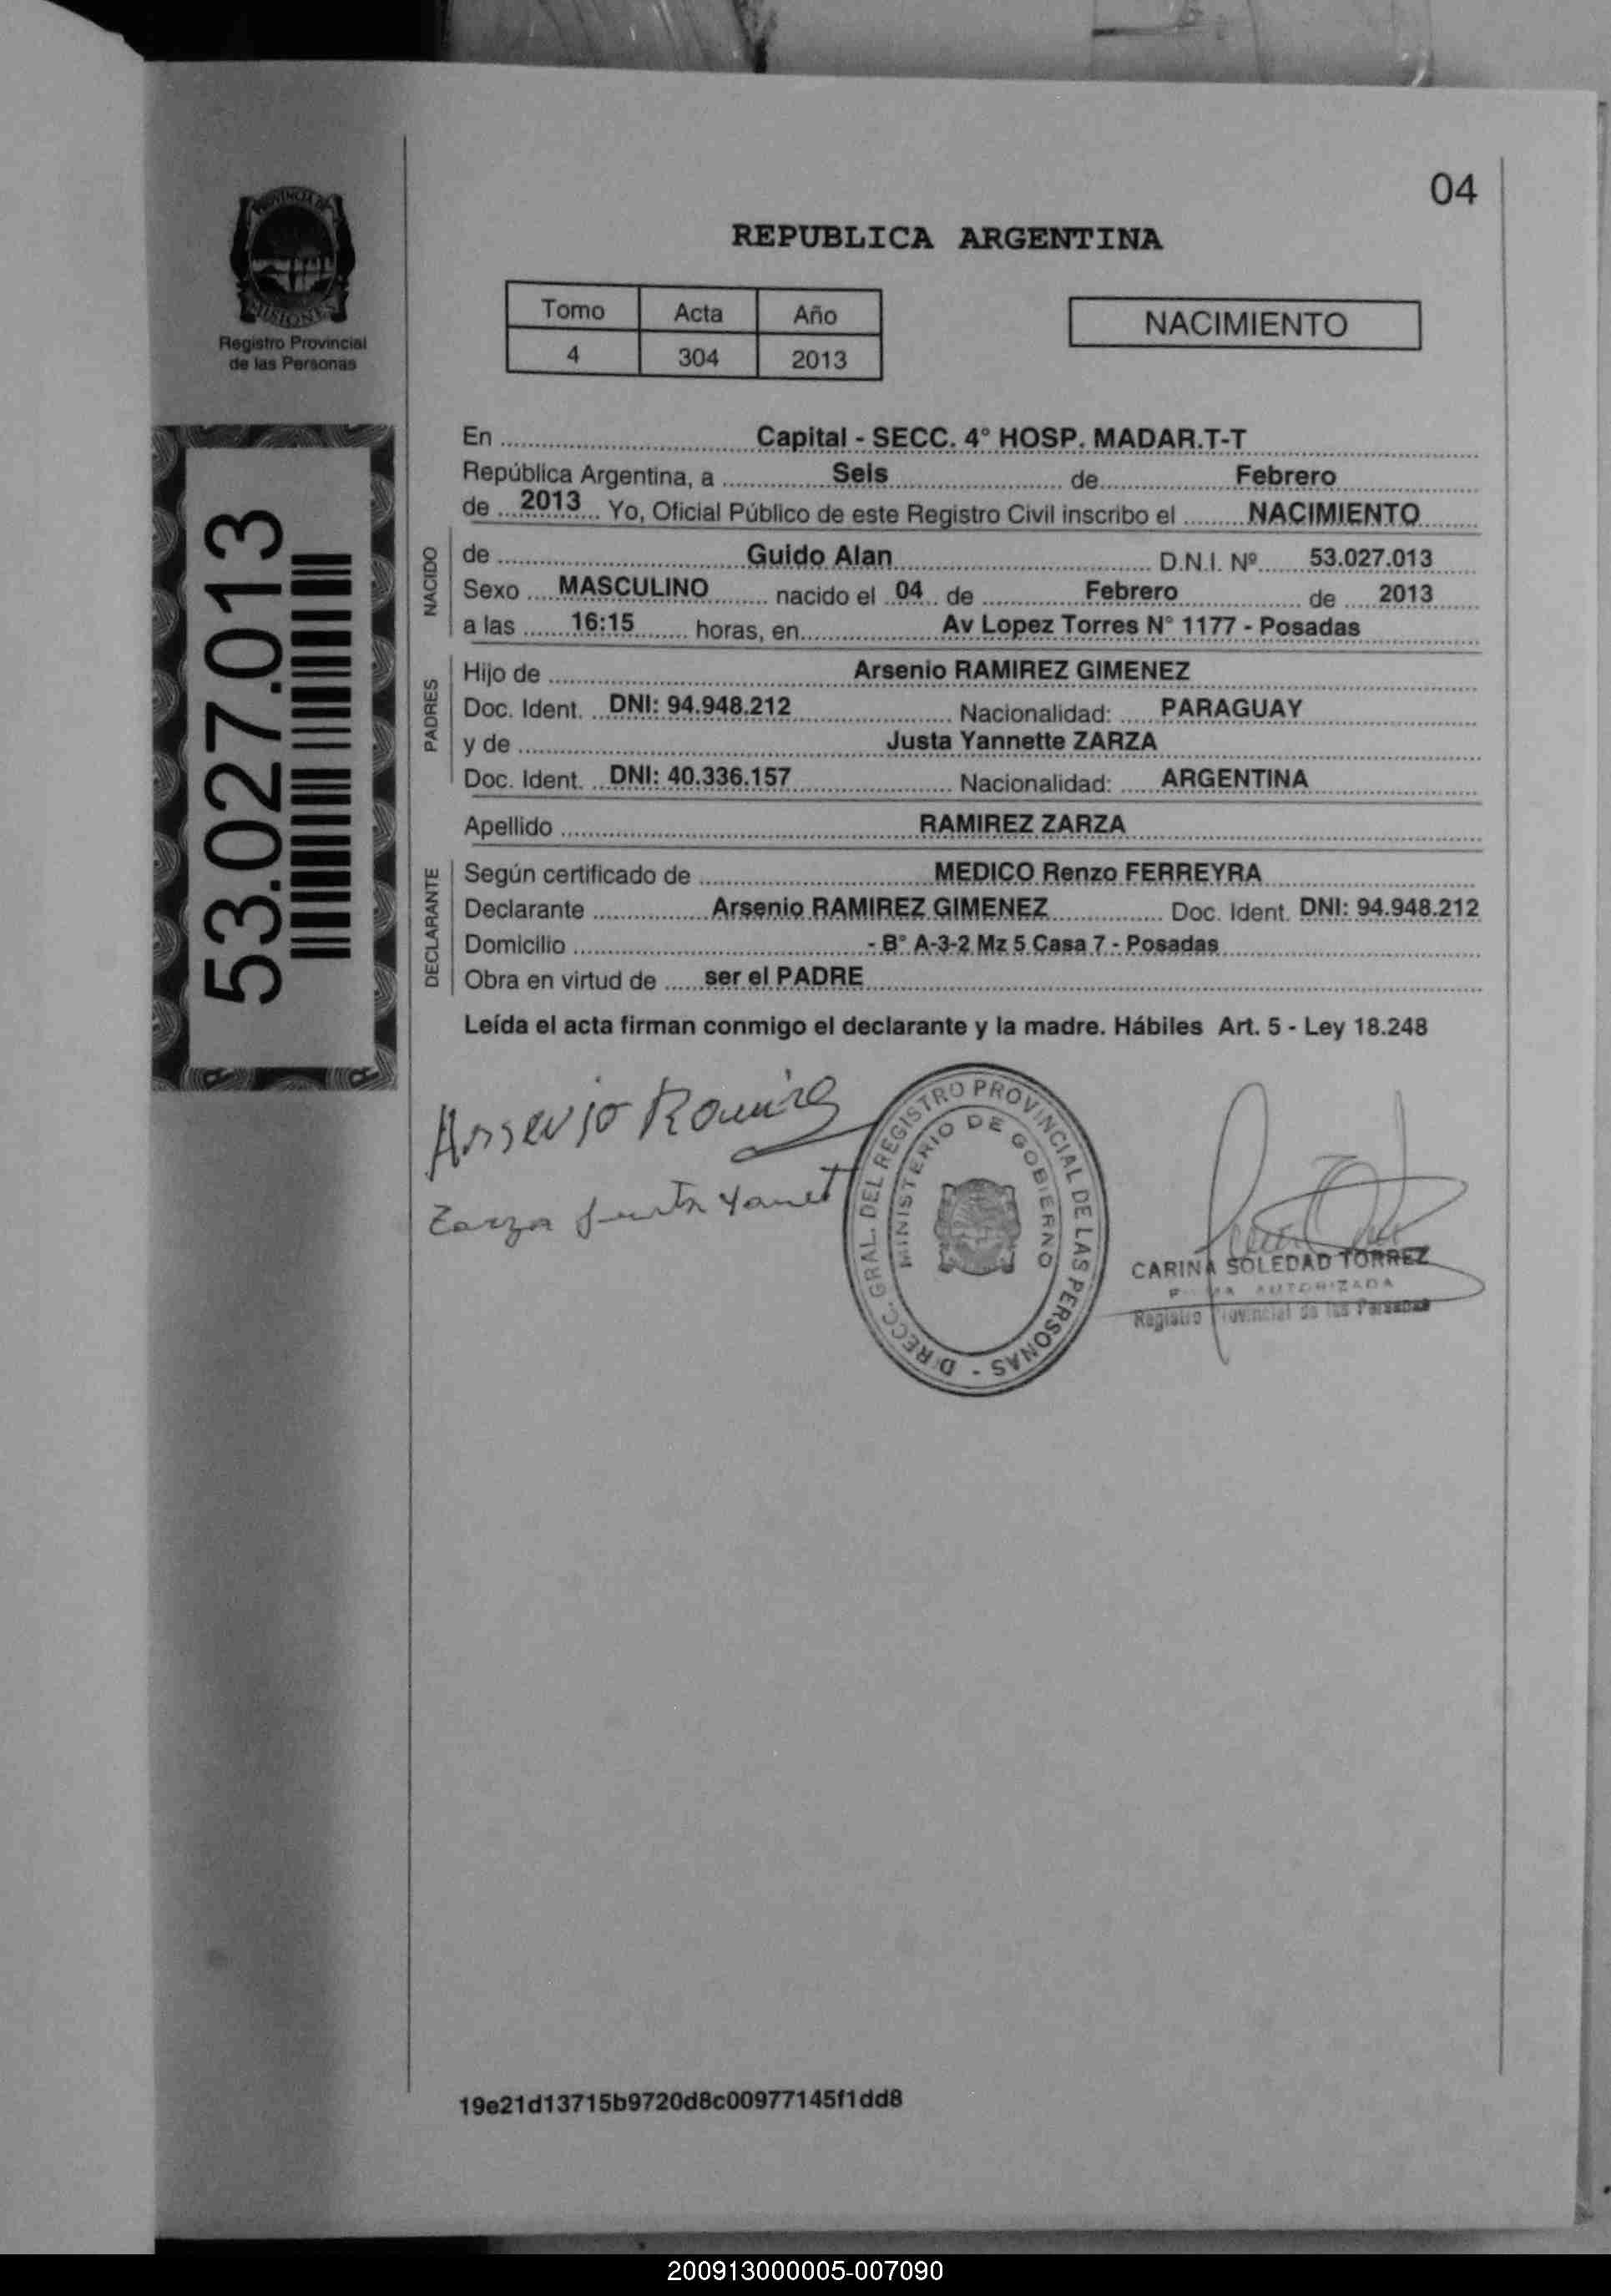 04
REPUBLICA ARGENTINA
PROVINCIA DE
MISIONES
Registro Provincial
de las Personas
Tomo Acta Año
4 304 2013
NACIMIENTO
53.027.013
En Capital - SECC. 4° HOSP. MADAR.T-T
República Argentina, a Seis de Febrero
de 2013 Yo, Oficial Público de este Registro Civil inscribo el NACIMIENTO
NACIDO
de Guido Alan D.N.I. Nº 53.027.013
Sexo MASCULINO nacido el 04 de Febrero de 2013
a las 16:15 horas, en Av Lopez Torres N° 1177 - Posadas
PADRES
Hijo de Arsenio RAMIREZ GIMENEZ
Doc. Ident. DNI: 94.948.212 Nacionalidad: PARAGUAY
y de Justa Yannette ZARZA
Doc. Ident. DNI: 40.336.157 Nacionalidad: ARGENTINA
Apellido RAMIREZ ZARZA
DECLARANTE
Según certificado de MEDICO Renzo FERREYRA
Declarante Arsenio RAMIREZ GIMENEZ Doc. Ident. DNI: 94.948.212
Domicilio - B° A-3-2 Mz 5 Casa 7 - Posadas
Obra en virtud de ser el PADRE
Leída el acta firman conmigo el declarante y la madre. Hábiles Art. 5 - Ley 18.248
Arsenio Ramirez
Zarza Justa Yanet
DIRECC. GRAL. DEL REGISTRO PROVINCIAL DE LAS PERSONAS -
MINISTERIO DE GOBIERNO
CARINA SOLEDAD TORREZ
FIRMA AUTORIZADA
Registro Provincial de las Personas
19e21d13715b9720d8c00977145f1dd8
200913000005-007090